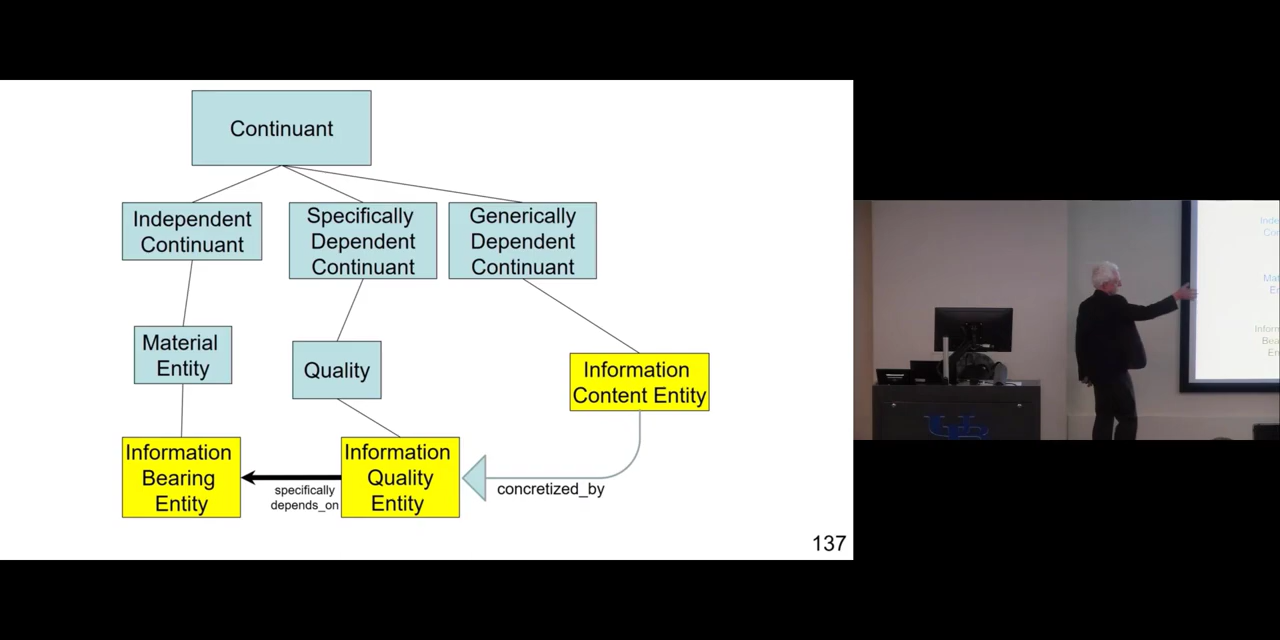 Continuant
Independent
Continuant
Specifically
Dependent
Continuant
Generically
Dependent
Continuant
Material
Entity
Quality
Information
Content Entity
Information
Bearing
Entity
specifically
depends_on
Information
Quality
Entity
concretized_by
137